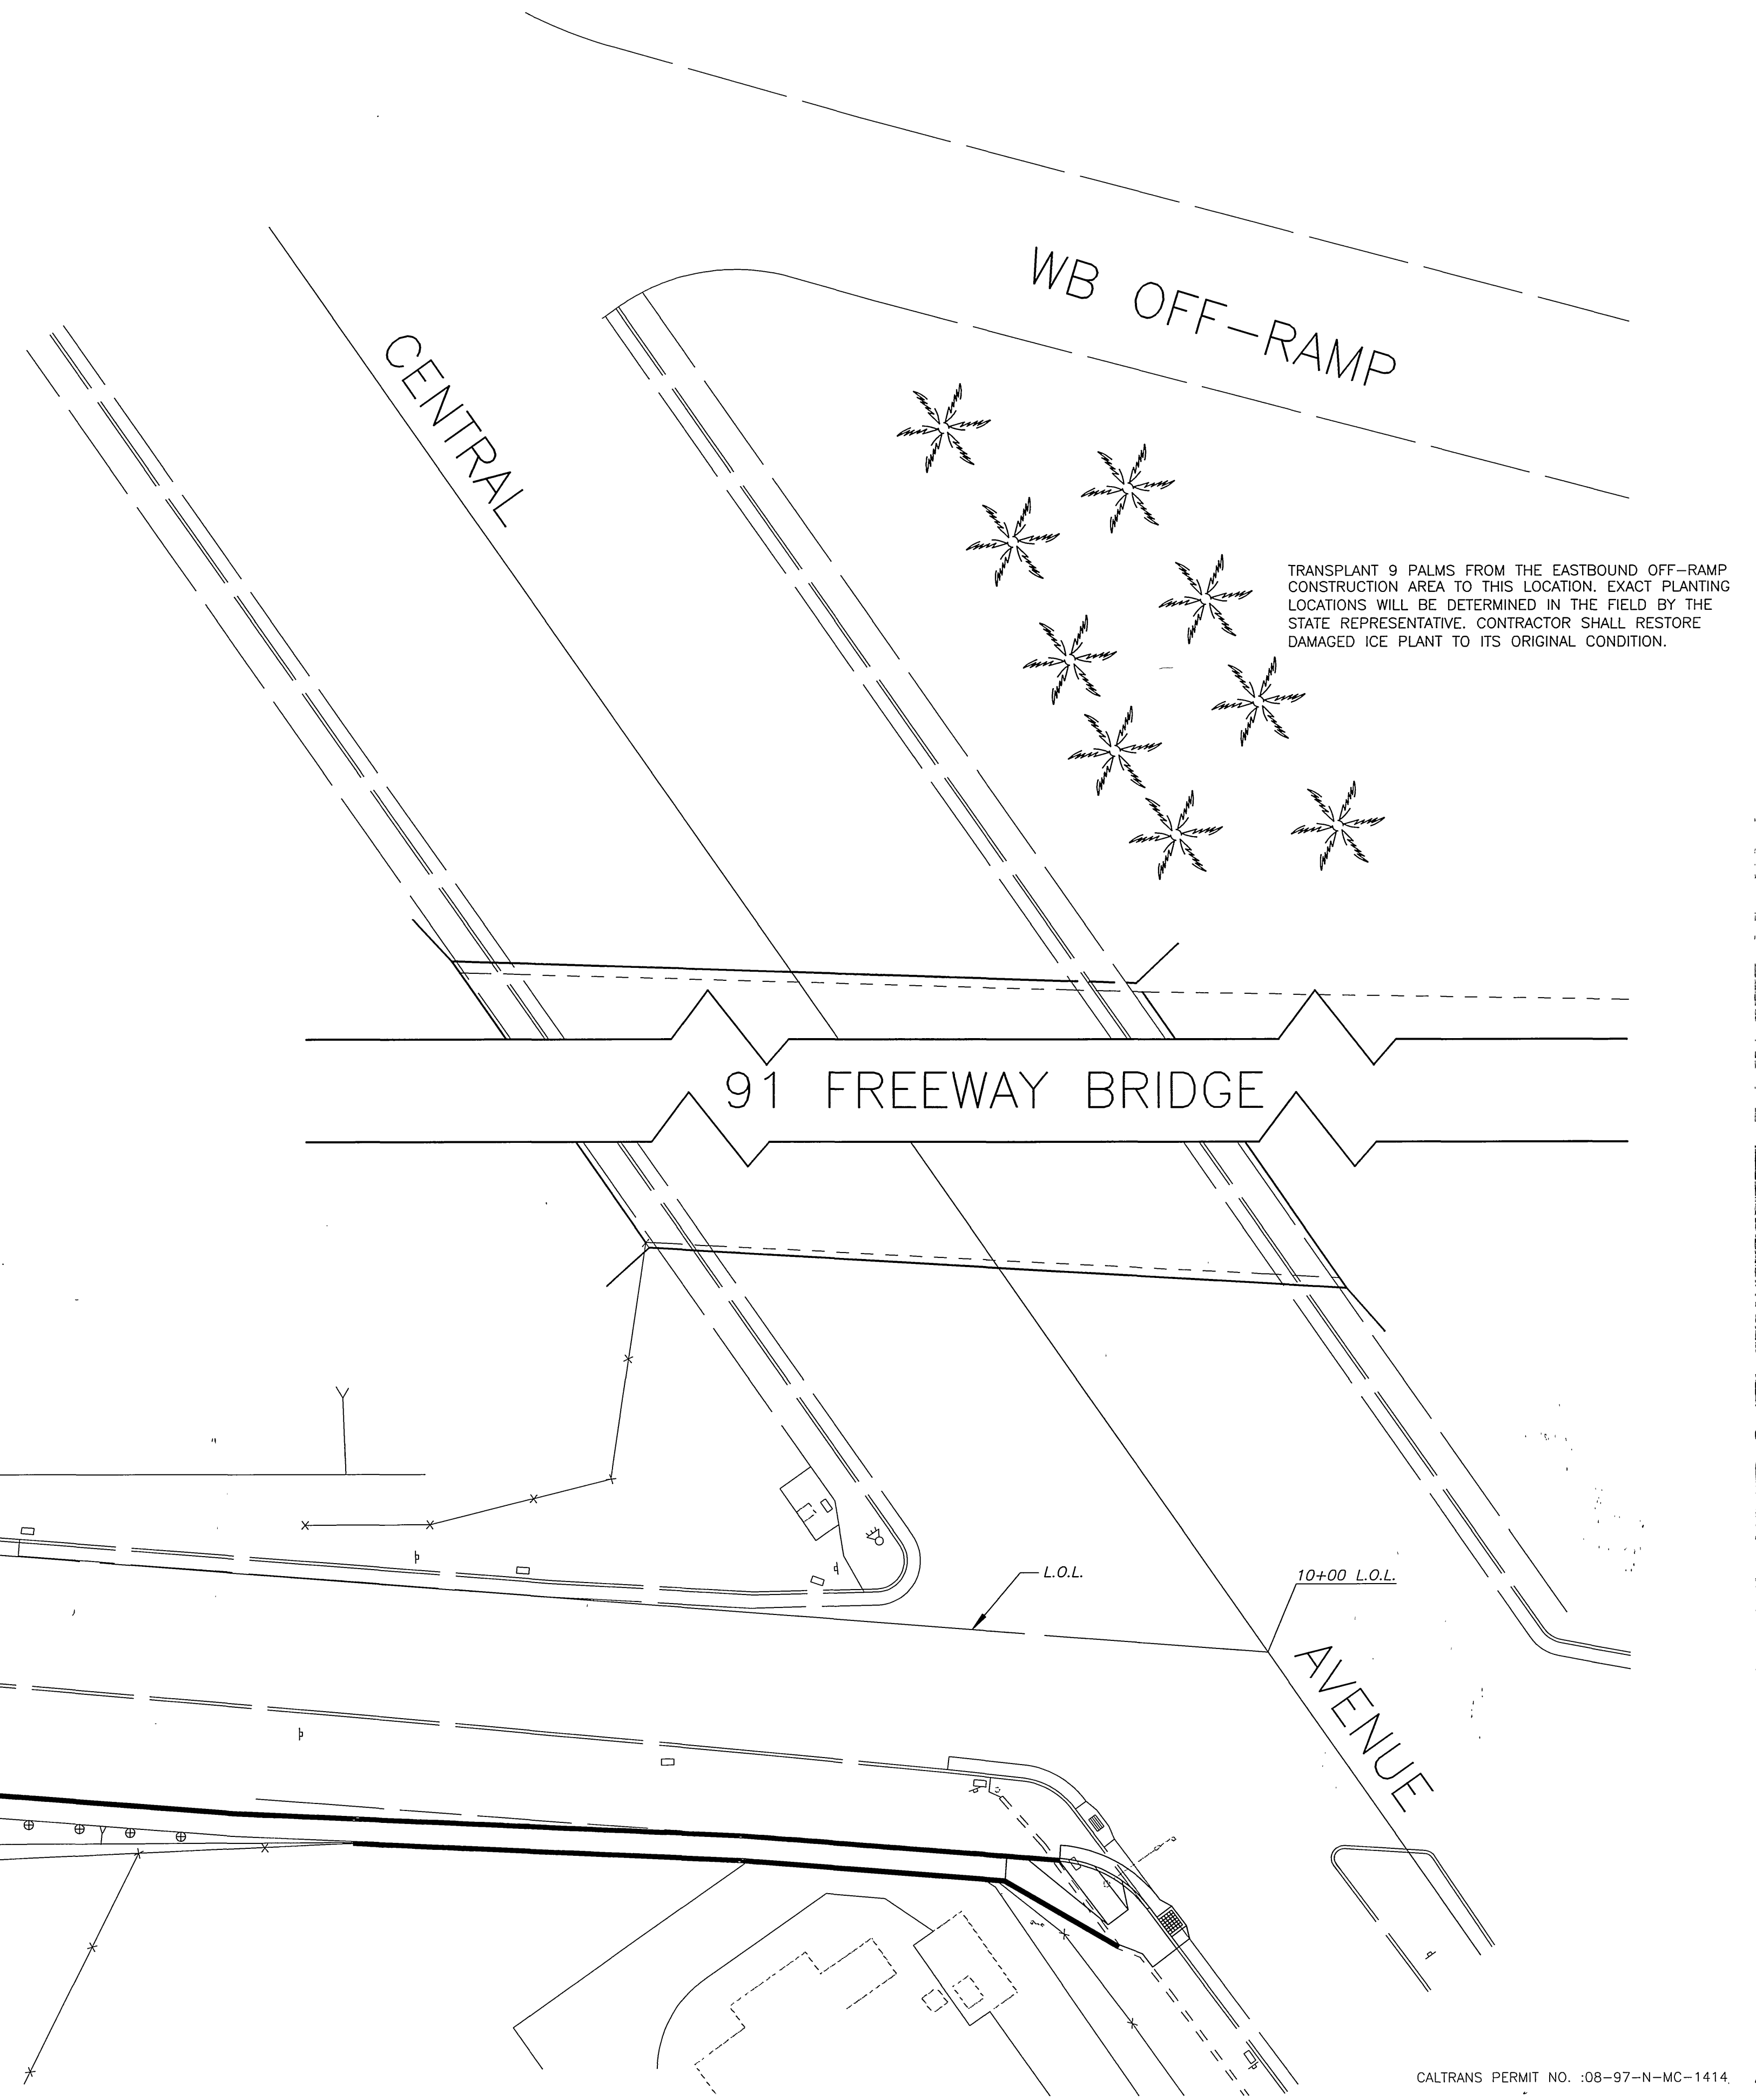 WB OFF-RAMP
CENTRAL
TRANSPLANT 9 PALMS FROM THE EASTBOUND OFF-RAMP
CONSTRUCTION AREA TO THIS LOCATION. EXACT PLANTING
LOCATIONS WILL BE DETERMINED IN THE FIELD BY THE
STATE REPRESENTATIVE. CONTRACTOR SHALL RESTORE
DAMAGED ICE PLANT TO ITS ORIGINAL CONDITION.
91 FREEWAY BRIDGE
L.O.L.
10+00 L.O.L.
AVENUE
CALTRANS PERMIT NO. :08-97-N-MC-1414